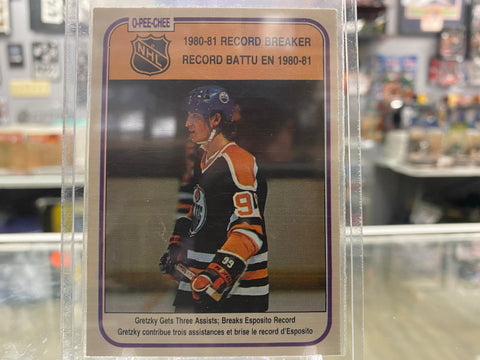 O-PEE-CHEE
NHL
1980-81 RECORD BREAKER
RECORD BATTU EN 1980-81
99
99
Gretzky Gets Three Assists; Breaks Esposito Record
Gretzky contribue trois assistances et brise le record d'Esposito